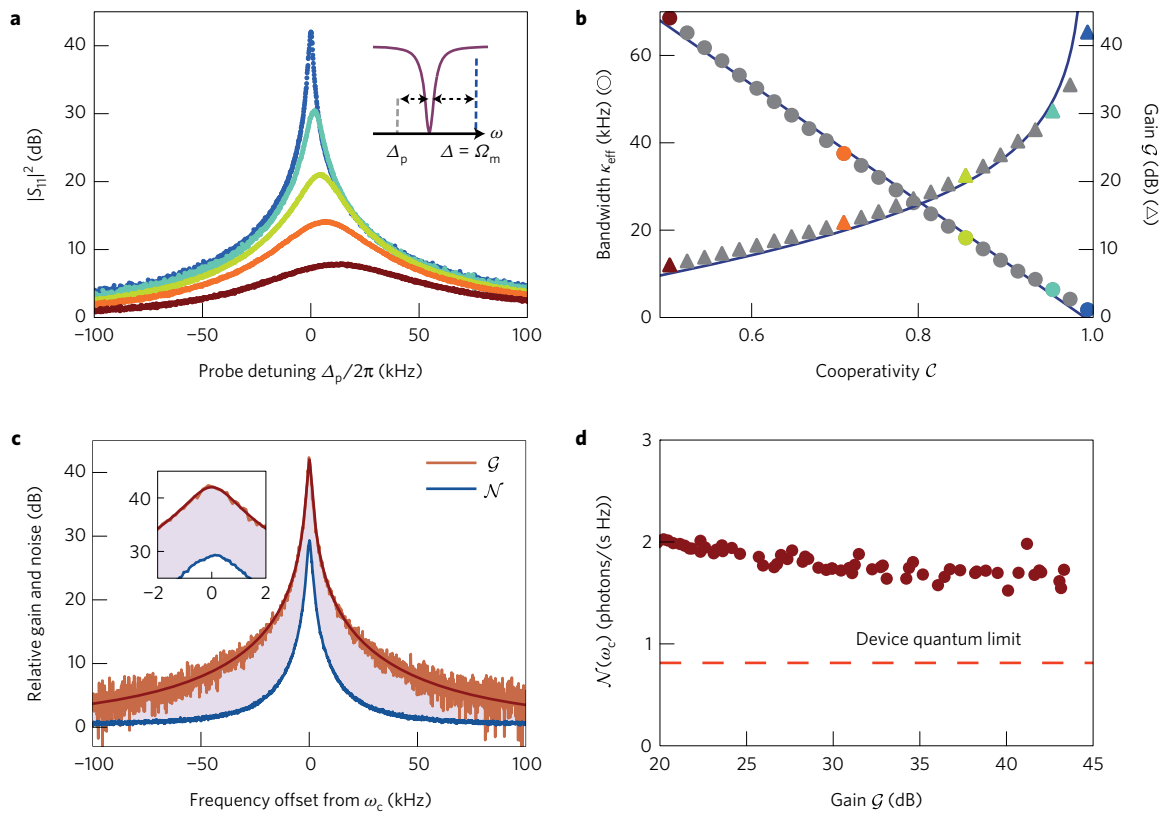 a
40
30
20
10
0
|S₁₁|² (dB)
−100
−50
0
50
100
Probe detuning Δₚ/2π (kHz)
ω
Δₚ
Δ = Ωₘ
b
60
40
20
0
Bandwidth κ_eff (kHz) (○)
40
30
20
10
0
Gain 𝒢 (dB) (△)
0.6
0.8
1.0
Cooperativity 𝒞
c
40
30
20
10
0
Relative gain and noise (dB)
𝒢
𝒩
40
30
−2
0
2
−100
−50
0
50
100
Frequency offset from ω_c (kHz)
d
3
2
1
0
𝒩(ω_c) (photons/(s Hz))
Device quantum limit
20
25
30
35
40
45
Gain 𝒢 (dB)